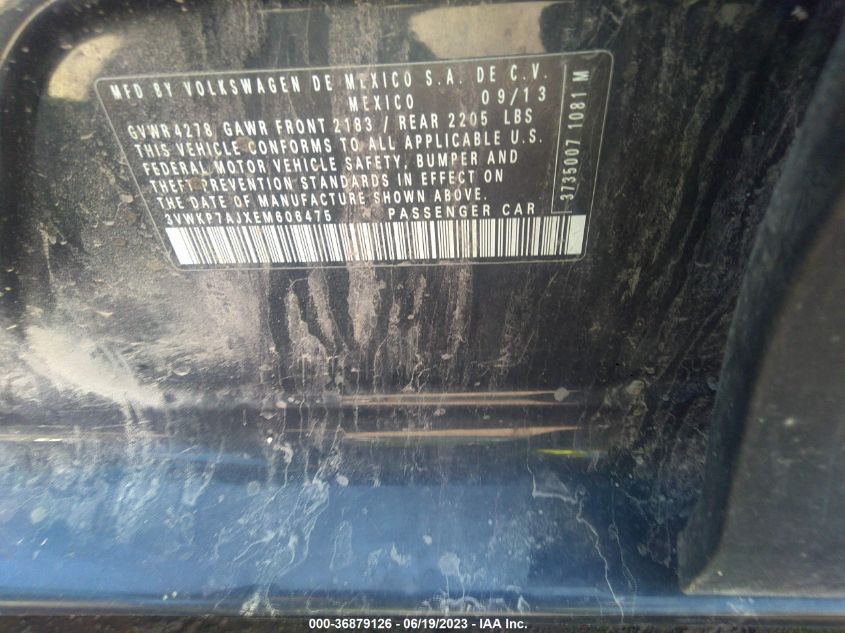 MFD BY VOLKSWAGEN DE MEXICO S.A. DE C.V.
MEXICO 09/13
GVWR 4278 GAWR FRONT 2183 / REAR 2205 LBS
THIS VEHICLE CONFORMS TO ALL APPLICABLE U.S.
FEDERAL MOTOR VEHICLE SAFETY, BUMPER AND
THEFT PREVENTION STANDARDS IN EFFECT ON
THE DATE OF MANUFACTURE SHOWN ABOVE.
3VWKP7AJXEM606475 PASSENGER CAR
3735007 1081 M
000-36879126 - 06/19/2023 - IAA Inc.